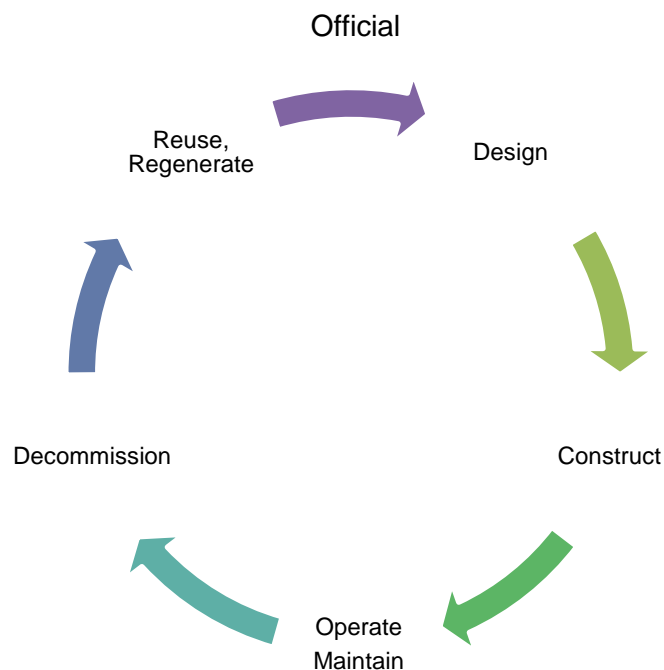 Official
Reuse,
Regenerate
Design
Decommission
Construct
Operate
Maintain